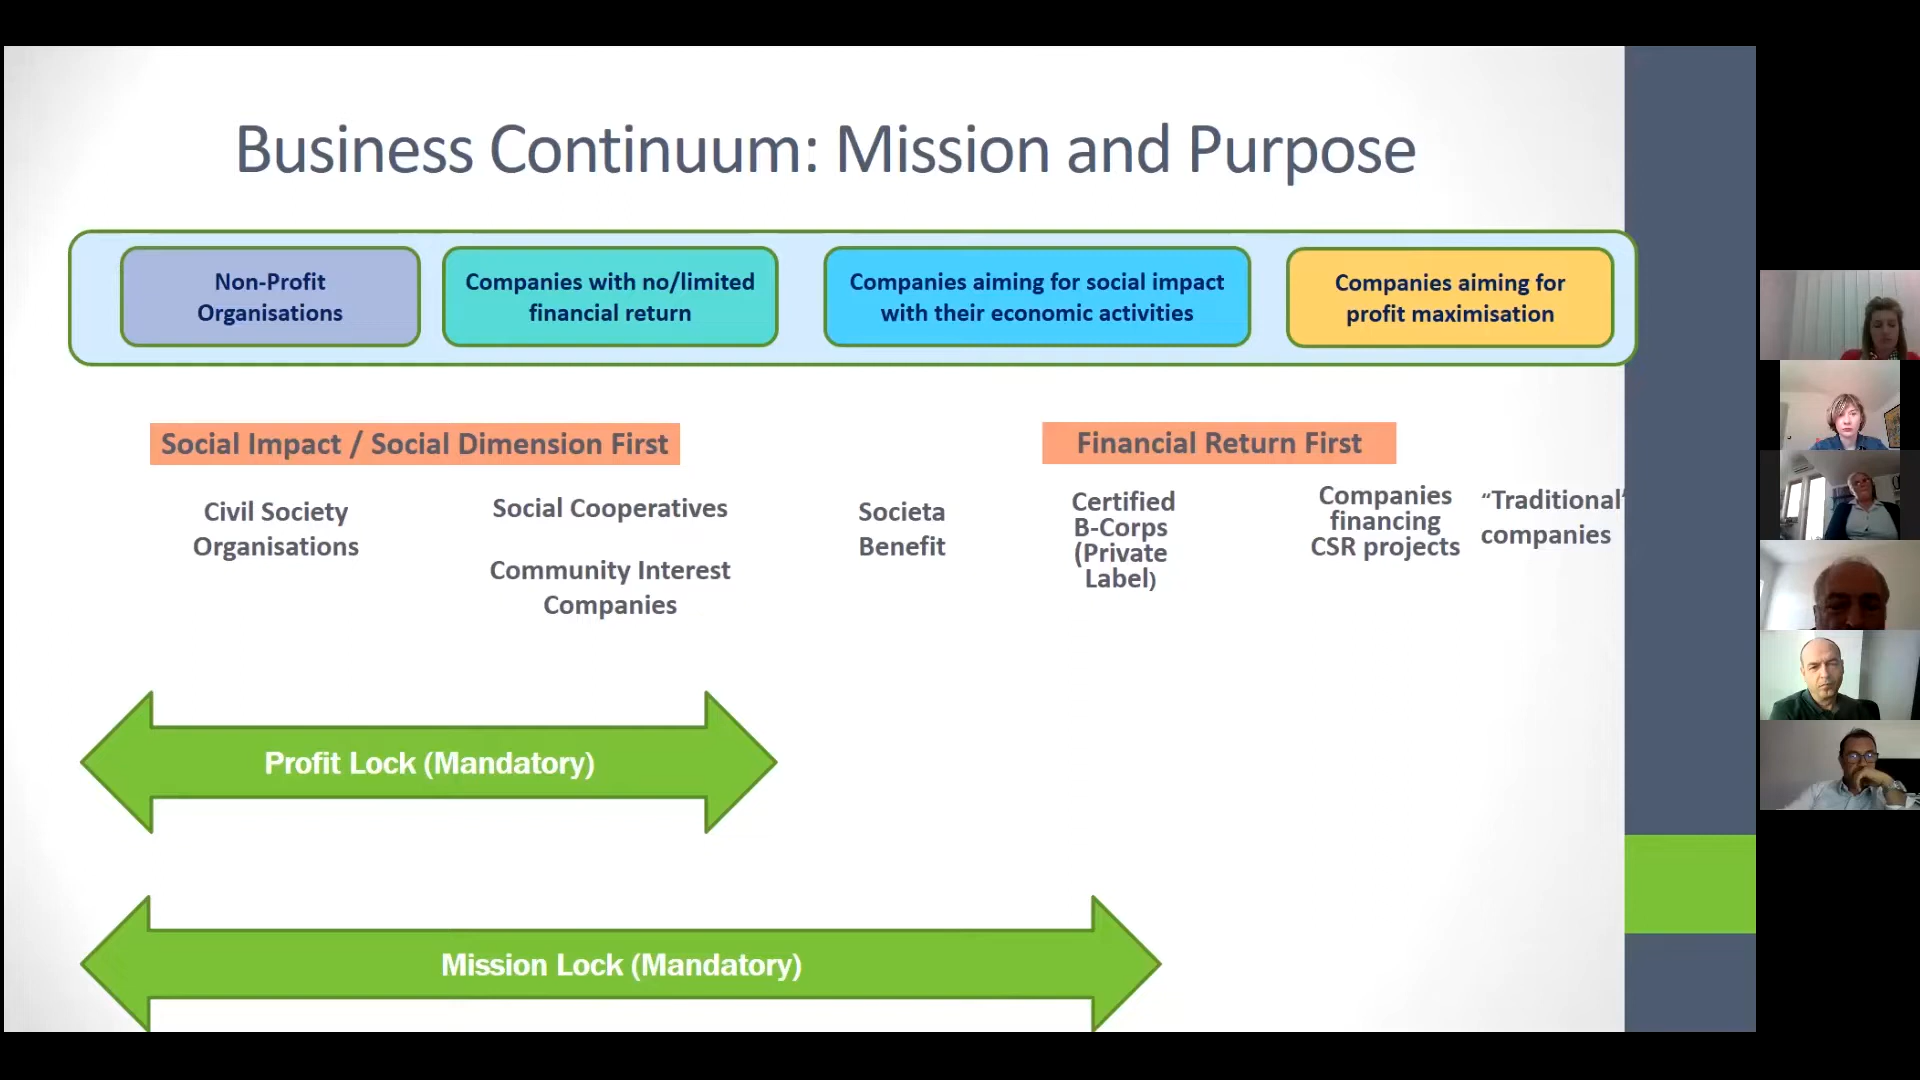 Business Continuum: Mission and Purpose
Non-Profit
Organisations
Companies with no/limited
financial return
Companies aiming for social impact
with their economic activities
Companies aiming for
profit maximisation
Social Impact / Social Dimension First
Financial Return First
Civil Society
Organisations
Social Cooperatives
Community Interest
Companies
Societa
Benefit
Certified
B-Corps
(Private
Label)
Companies
financing
CSR projects
“Traditional”
companies
Profit Lock (Mandatory)
Mission Lock (Mandatory)